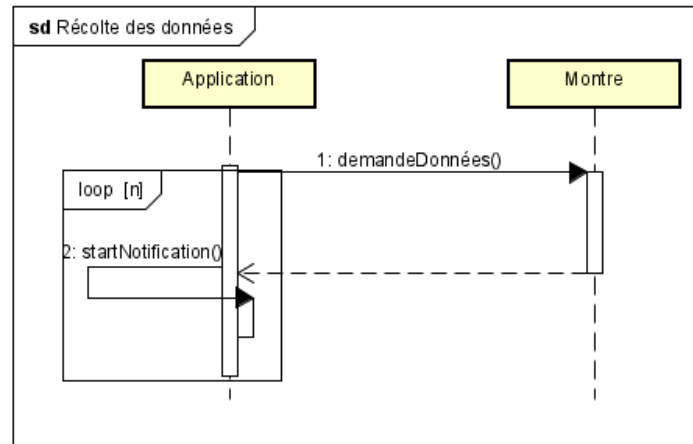 sd Récolte des données
Application
Montre
1: demandeDonnées()
loop [n]
2: startNotification()